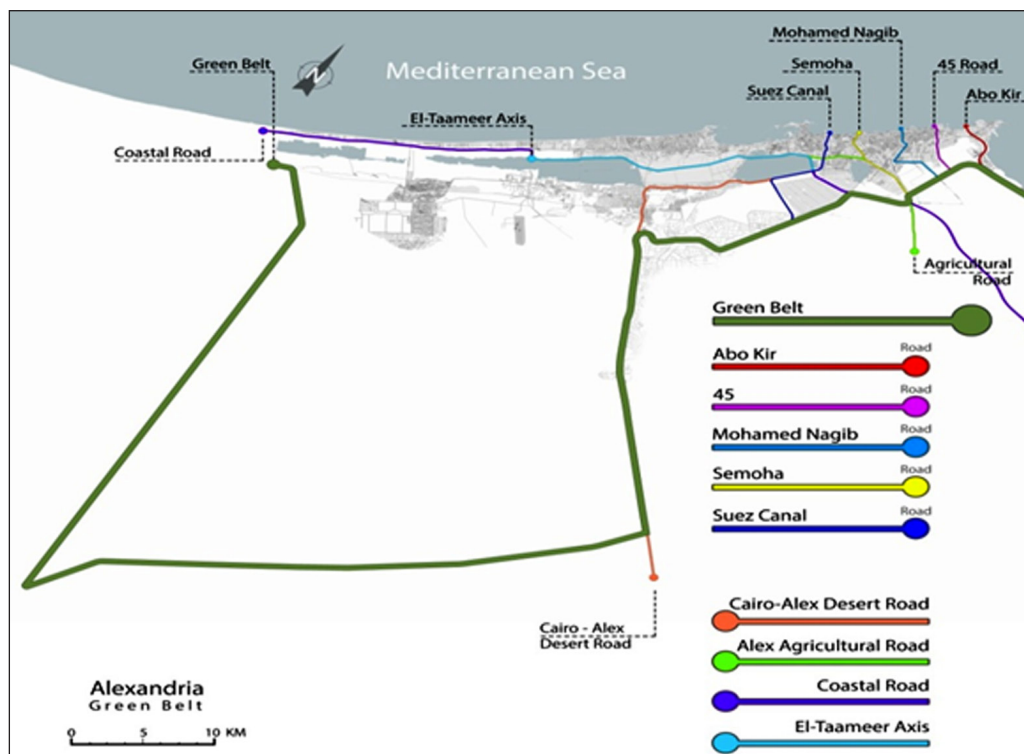 Mohamed Nagib
Green Belt
Semoha
45 Road
N
Mediterranean Sea
Suez Canal
Abo Kir
El-Taameer Axis
Coastal Road
Agricultural
Road
Green Belt
Abo Kir
Road
45
Road
Mohamed Nagib
Road
Semoha
Road
Suez Canal
Road
Cairo - Alex
Desert Road
Cairo-Alex Desert Road
Alex Agricultural Road
Coastal Road
El-Taameer Axis
Alexandria
Green Belt
0 5 10 KM